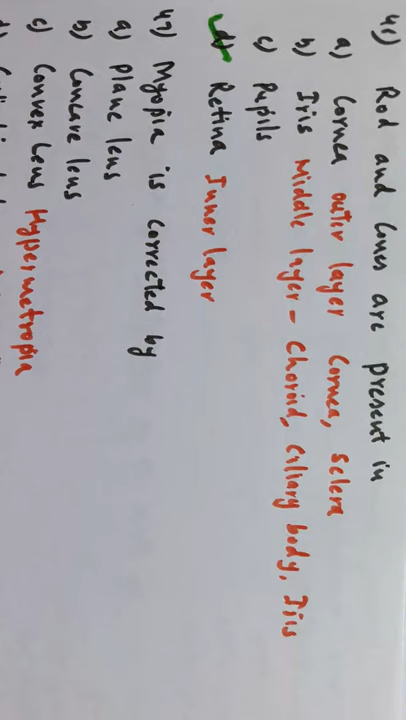 41) Rod and Cones are present in
a) Cornea outer layer Cornea, sclera
b) Iris Middle layer - Choroid, Ciliary body, Iris
c) Pupils
d) Retina Inner layer
42) Myopia is corrected by
a) plane lens
b) Concave lens
c) Convex lens Hypermetropia